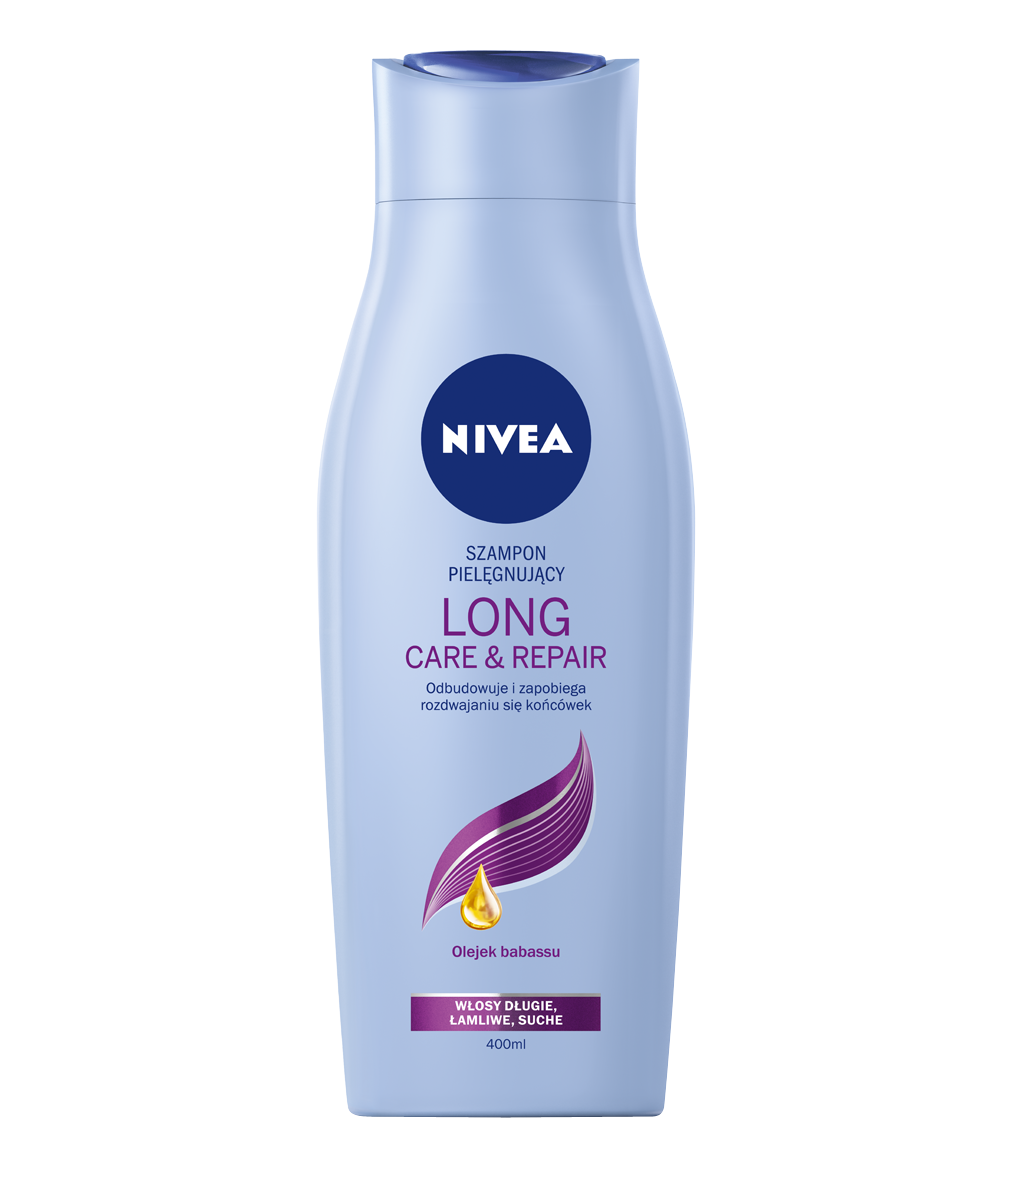 NIVEA
SZAMPON
PIELĘGNUJĄCY
LONG
CARE & REPAIR
Odbudowuje i zapobiega
rozdwajaniu się końcówek
Olejek babassu
WŁOSY DŁUGIE,
ŁAMLIWE, SUCHE
400ml